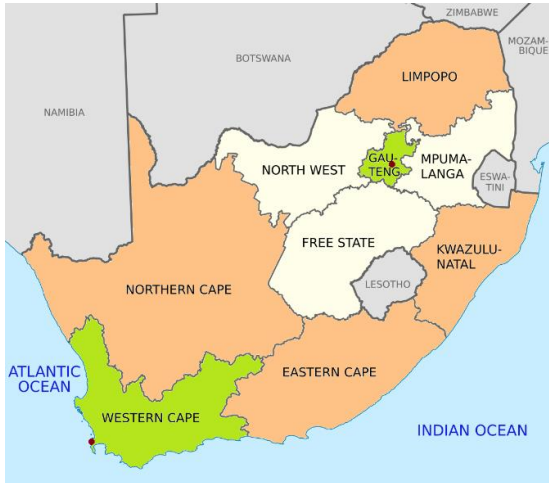 ZIMBABWE
MOZAM-
BIQUE
BOTSWANA
LIMPOPO
NAMIBIA
GAU-
TENG
MPUMA-
LANGA
NORTH WEST
ESWA-
TINI
FREE STATE
KWAZULU-
NATAL
LESOTHO
NORTHERN CAPE
ATLANTIC
OCEAN
EASTERN CAPE
WESTERN CAPE
INDIAN OCEAN